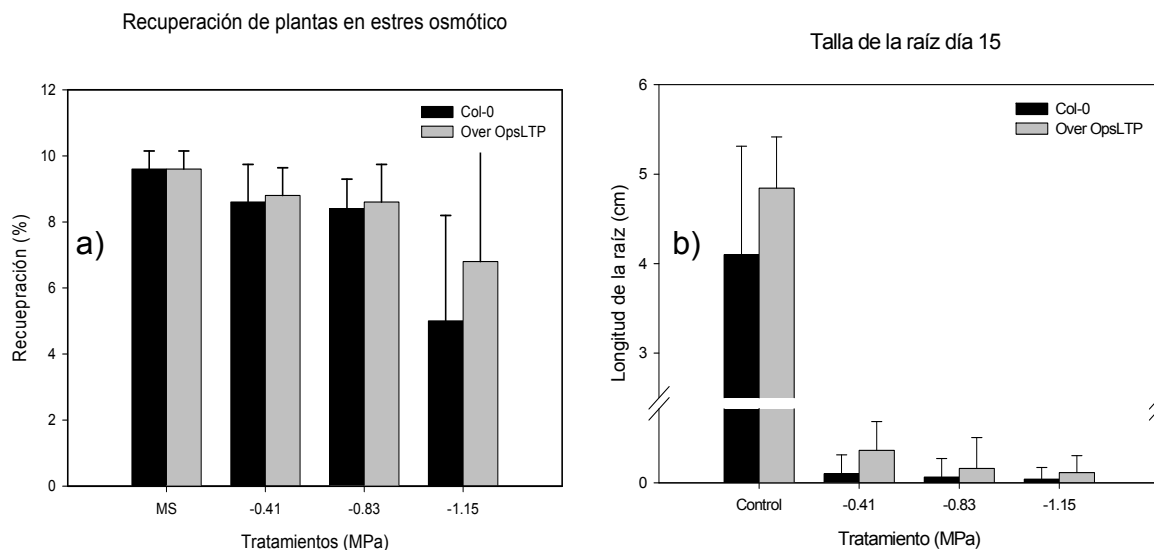 Recuperación de plantas en estres osmótico
12
10
8
6
4
2
0
Recuepración (%)
a)
Col-0
Over OpsLTP
MS
-0.41
-0.83
-1.15
Tratamientos (MPa)
Talla de la raíz día 15
6
5
4
3
0
Longitud de la raíz (cm)
b)
Col-0
Over OpsLTP
Control
-0.41
-0.83
-1.15
Tratamiento (MPa)